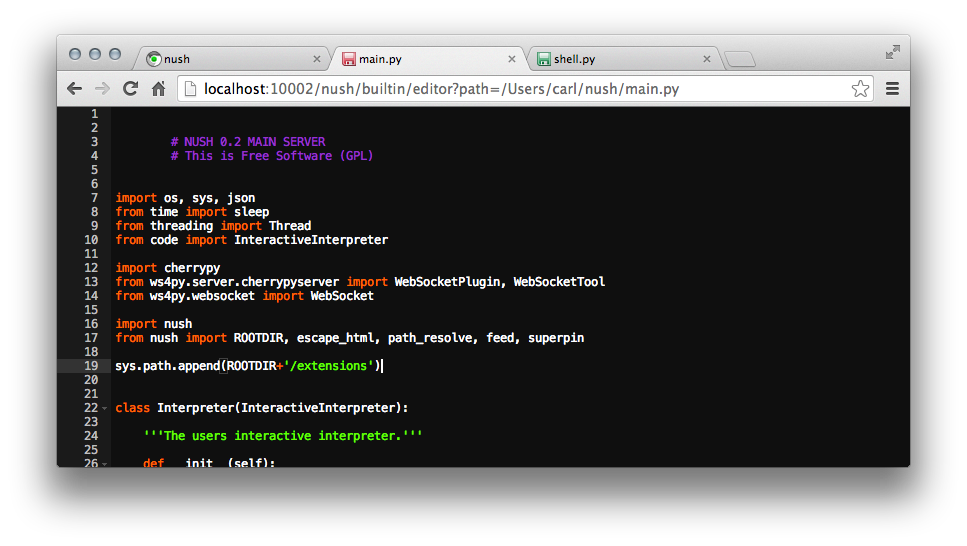 nush
main.py
shell.py
localhost:10002/nush/builtin/editor?path=/Users/carl/nush/main.py
1
2
3 # NUSH 0.2 MAIN SERVER
4 # This is Free Software (GPL)
5
6
7 import os, sys, json
8 from time import sleep
9 from threading import Thread
10 from code import InteractiveInterpreter
11
12 import cherrypy
13 from ws4py.server.cherrypyserver import WebSocketPlugin, WebSocketTool
14 from ws4py.websocket import WebSocket
15
16 import nush
17 from nush import ROOTDIR, escape_html, path_resolve, feed, superpin
18
19 sys.path.append(ROOTDIR+'/extensions')
20
21
22 class Interpreter(InteractiveInterpreter):
23
24 '''The users interactive interpreter.'''
25
26 def __init__(self):